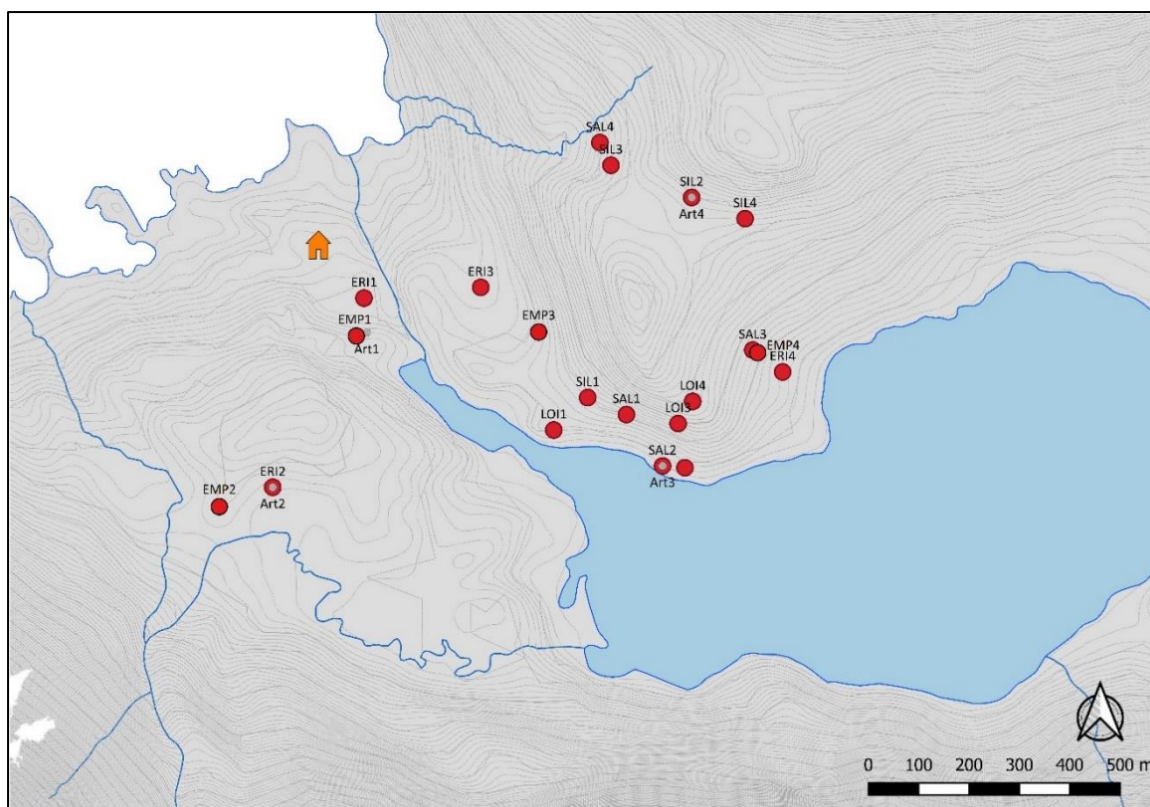 SAL4
SIL3
SIL2
Art4
SIL4
ERI3
ERI1
EMP3
EMP1
Art1
SAL3
EMP4
ERI4
SIL1
SAL1
LOI4
LOI3
LOI1
SAL2
Art3
ERI2
EMP2
Art2
0 100 200 300 400 500 m